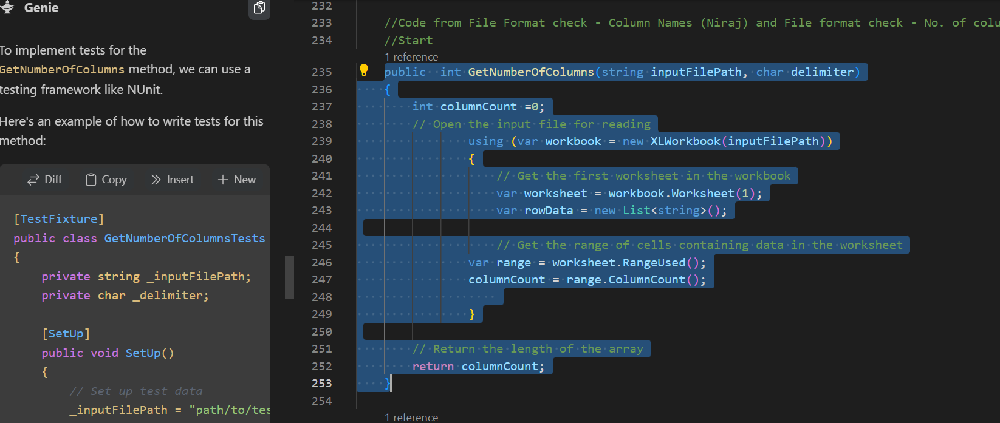 Genie
To implement tests for the
GetNumberOfColumns method, we can use a
testing framework like NUnit.
Here's an example of how to write tests for this
method:
Diff Copy Insert New
[TestFixture]
public class GetNumberOfColumnsTests
{
private string _inputFilePath;
private char _delimiter;
[SetUp]
public void SetUp()
{
// Set up test data
_inputFilePath = "path/to/tes
232
233 //Code from File Format check - Column Names (Niraj) and File format check - No. of colu
234 //Start
1 reference
235 public int GetNumberOfColumns(string inputFilePath, char delimiter)
236 {
237 int columnCount =0;
238 // Open the input file for reading
239 using (var workbook = new XLWorkbook(inputFilePath))
240 {
241 // Get the first worksheet in the workbook
242 var worksheet = workbook.Worksheet(1);
243 var rowData = new List<string>();
244
245 // Get the range of cells containing data in the worksheet
246 var range = worksheet.RangeUsed();
247 columnCount = range.ColumnCount();
248
249 }
250
251 // Return the length of the array
252 return columnCount;
253 }
254
1 reference